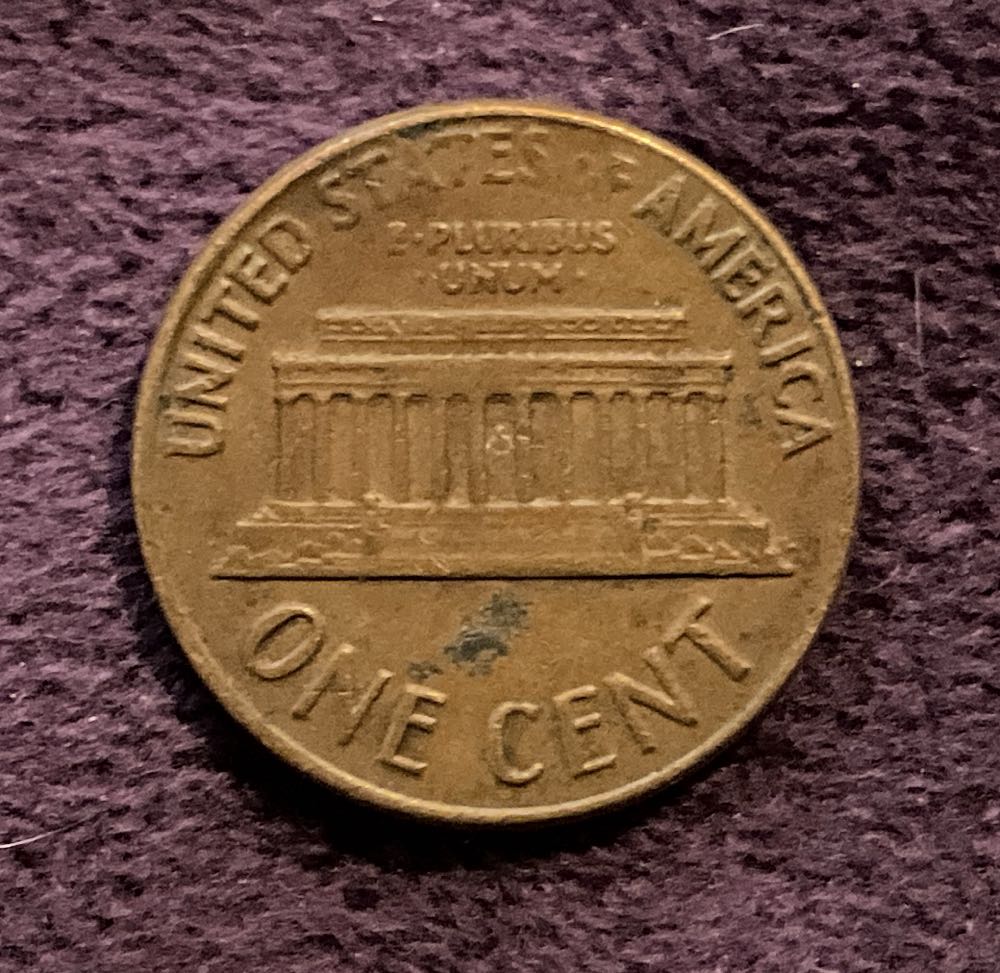 UNITED STATES OF AMERICA
E·PLURIBUS
·UNUM·
ONE CENT